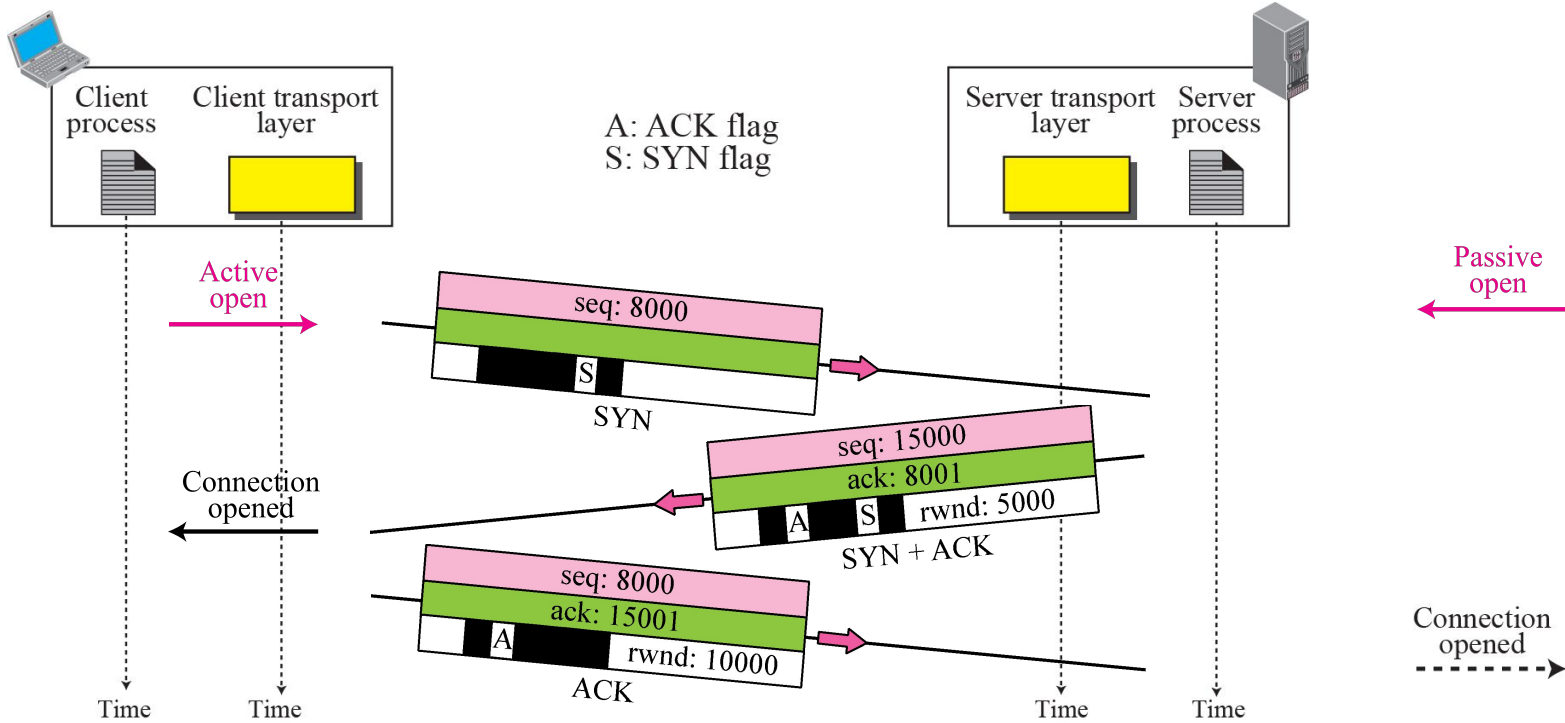 Client
process
Client transport
layer
A: ACK flag
S: SYN flag
Server transport
layer
Server
process
Active
open
Passive
open
seq: 8000
S
SYN
seq: 15000
ack: 8001
A
S
rwnd: 5000
SYN + ACK
Connection
opened
seq: 8000
ack: 15001
A
rwnd: 10000
ACK
Connection
opened
Time
Time
Time
Time